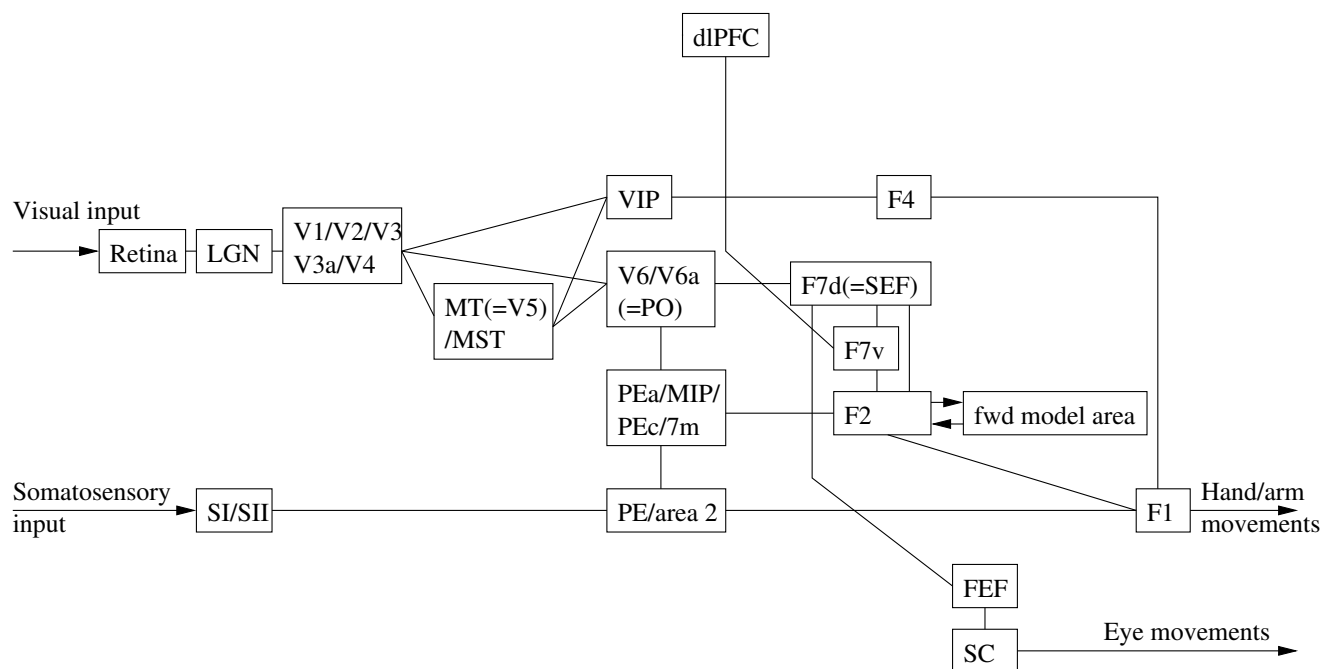 dlPFC
Visual input
Retina
LGN
V1/V2/V3
V3a/V4
MT(=V5)
/MST
VIP
F4
V6/V6a
(=PO)
F7d(=SEF)
F7v
PEa/MIP/
PEc/7m
F2
fwd model area
Somatosensory
input
SI/SII
PE/area 2
F1
Hand/arm
movements
FEF
SC
Eye movements